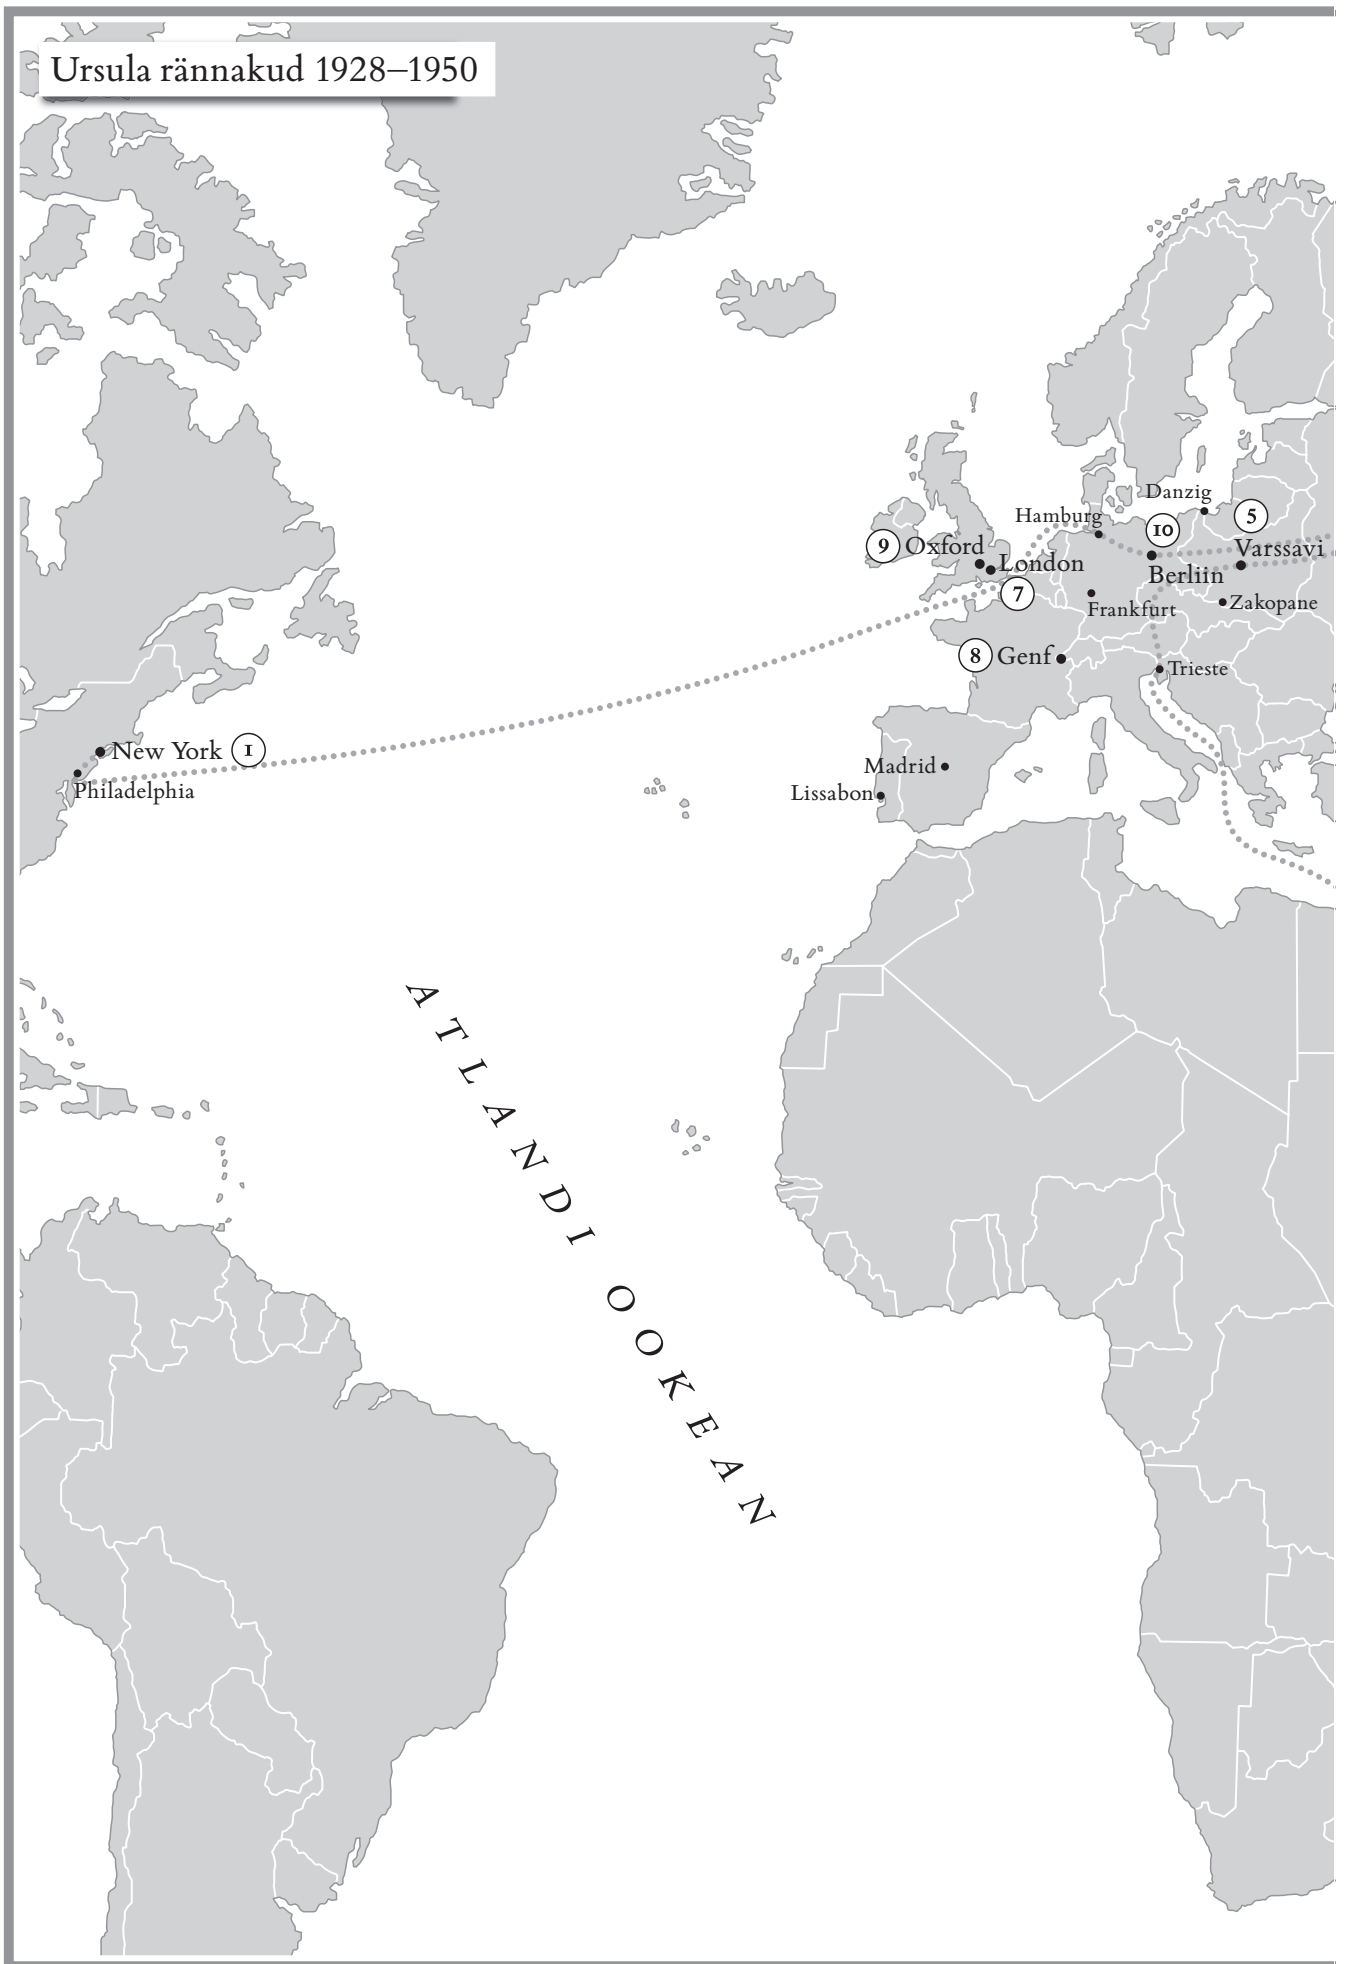 Ursula rännakud 1928–1950
Danzig
Hamburg
5
10
9 Oxford
Varssavi
London
Berliin
7
Frankfurt
Zakopane
8 Genf
Trieste
New York 1
Madrid
Philadelphia
Lissabon
ATLANDI OOKEAN